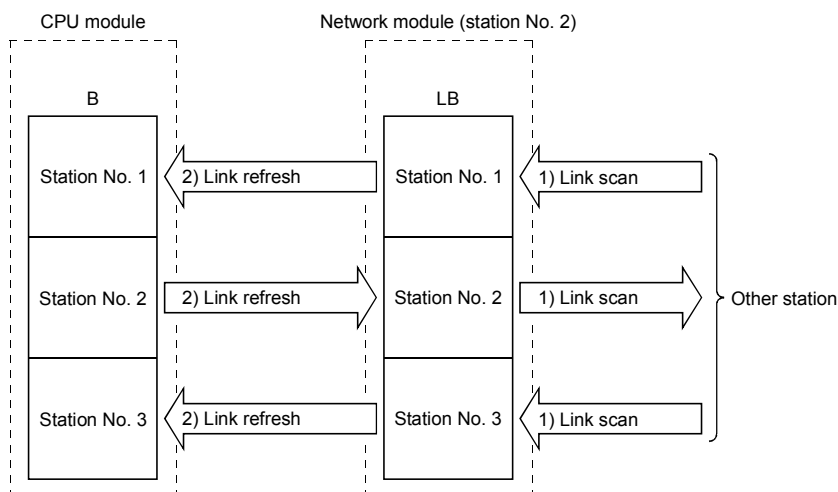 CPU module
Network module (station No. 2)
B
LB
Station No. 1
2) Link refresh
Station No. 1
1) Link scan
Station No. 2
2) Link refresh
Station No. 2
1) Link scan
Other station
Station No. 3
2) Link refresh
Station No. 3
1) Link scan